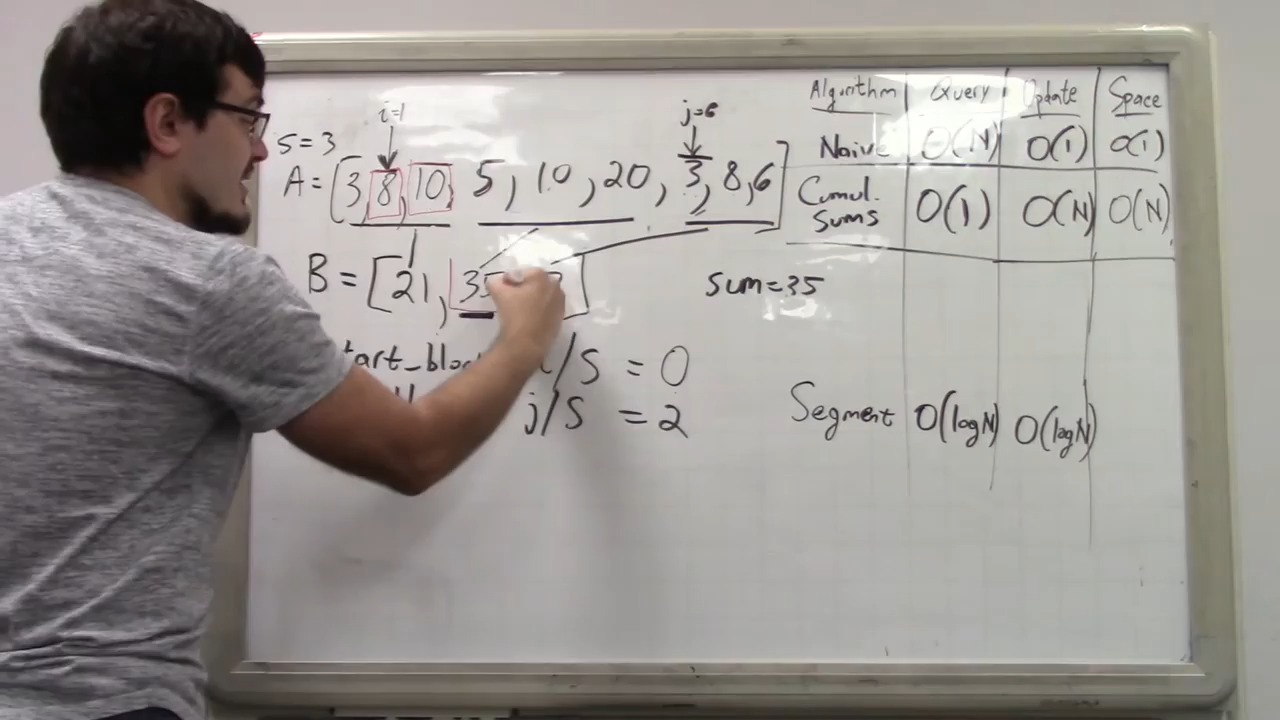 i=1
j=6
S=3
A = [3, 8, 10, 5, 10, 20, 3, 8, 6]
B = [21, 35
sum=35
/S = 0
j/S = 2
Algorithm Query Update Space
Naive O(N) O(1) O(1)
Cumul. Sums O(1) O(N) O(N)
Segment O(logN) O(logN)